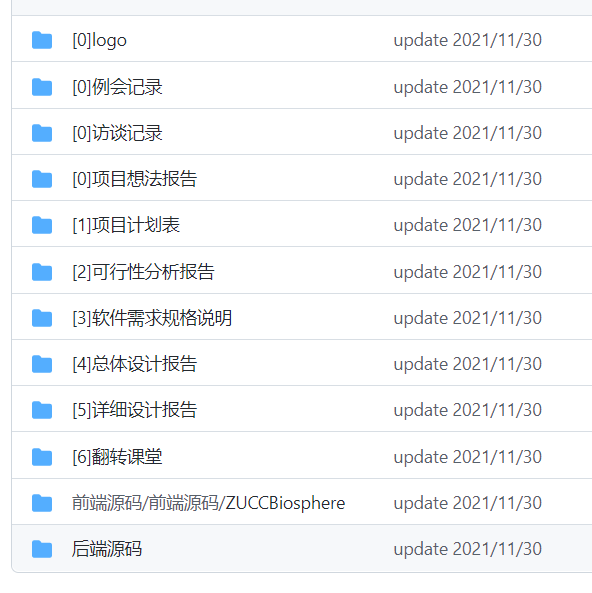 [0]logo update 2021/11/30
[0]例会记录 update 2021/11/30
[0]访谈记录 update 2021/11/30
[0]项目想法报告 update 2021/11/30
[1]项目计划表 update 2021/11/30
[2]可行性分析报告 update 2021/11/30
[3]软件需求规格说明 update 2021/11/30
[4]总体设计报告 update 2021/11/30
[5]详细设计报告 update 2021/11/30
[6]翻转课堂 update 2021/11/30
前端源码/前端源码/ZUCCBiosphere update 2021/11/30
后端源码 update 2021/11/30